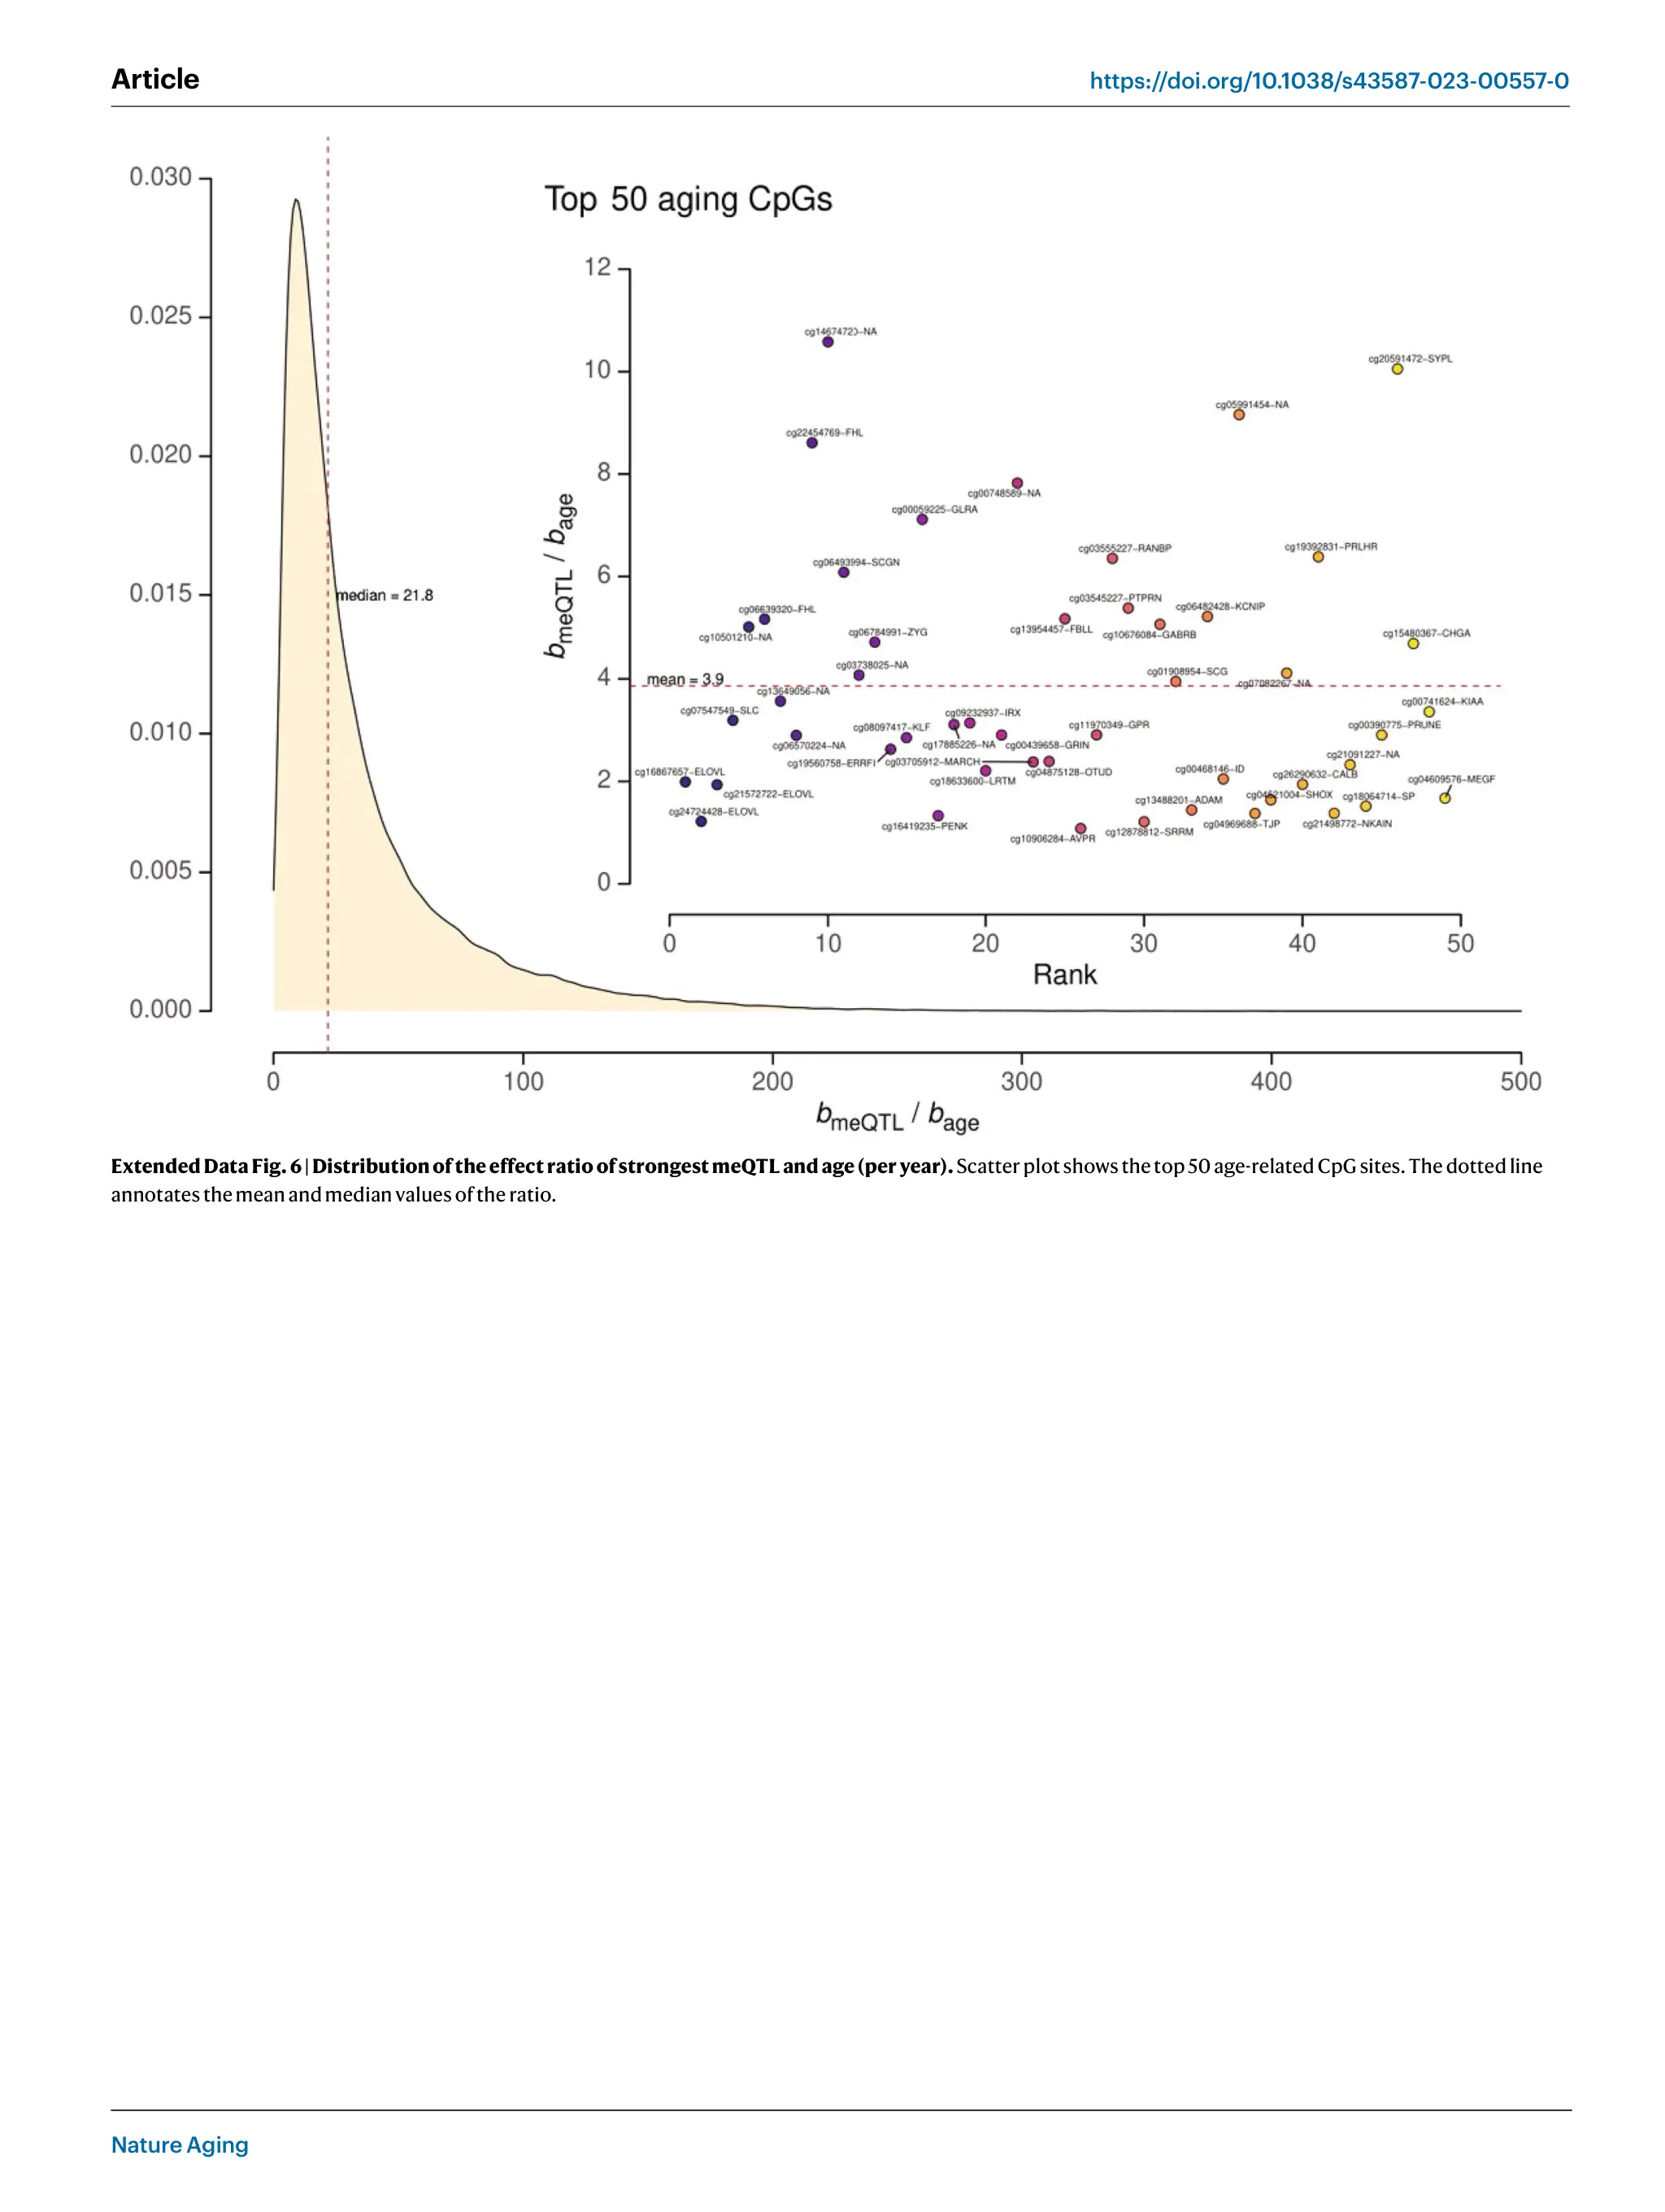 Article
https://doi.org/10.1038/s43587-023-00557-0
0.030
0.025
0.020
0.015
0.010
0.005
0.000
median = 21.8
0 100 200 300 400 500
bmeQTL / bage
Top 50 aging CpGs
12
10
8
6
4
2
0
bmeQTL / bage
mean = 3.9
cg14674720-NA
cg20591472-SYPL
cg05991454-NA
cg22454769-FHL
cg00748589-NA
cg00059225-GLRA
cg03555227-RANBP
cg19392831-PRLHR
cg06493994-SCGN
cg03545227-PTPRN
cg06482428-KCNIP
cg06639320-FHL
cg10501210-NA
cg06784991-ZYG
cg13954457-FBLL
cg10676084-GABRB
cg15480367-CHGA
cg03738025-NA
cg01908954-SCG
cg07082267-NA
cg13649056-NA
cg00741624-KIAA
cg07547549-SLC
cg09232937-IRX
cg08097417-KLF
cg11970349-GPR
cg00390775-PRUNE
cg06570224-NA
cg17885226-NA
cg00439658-GRIN
cg21091227-NA
cg19560758-ERRFI
cg03705912-MARCH
cg16867657-ELOVL
cg04875128-OTUD
cg00468146-ID
cg26290632-CALB
cg04609576-MEGF
cg18633600-LRTM
cg21572722-ELOVL
cg04621004-SHOX
cg18064714-SP
cg13488201-ADAM
cg24724428-ELOVL
cg16419235-PENK
cg04969688-TJP
cg21498772-NKAIN
cg12878812-SRRM
cg10906284-AVPR
0 10 20 30 40 50
Rank
Extended Data Fig. 6 | Distribution of the effect ratio of strongest meQTL and age (per year). Scatter plot shows the top 50 age-related CpG sites. The dotted line
annotates the mean and median values of the ratio.
Nature Aging